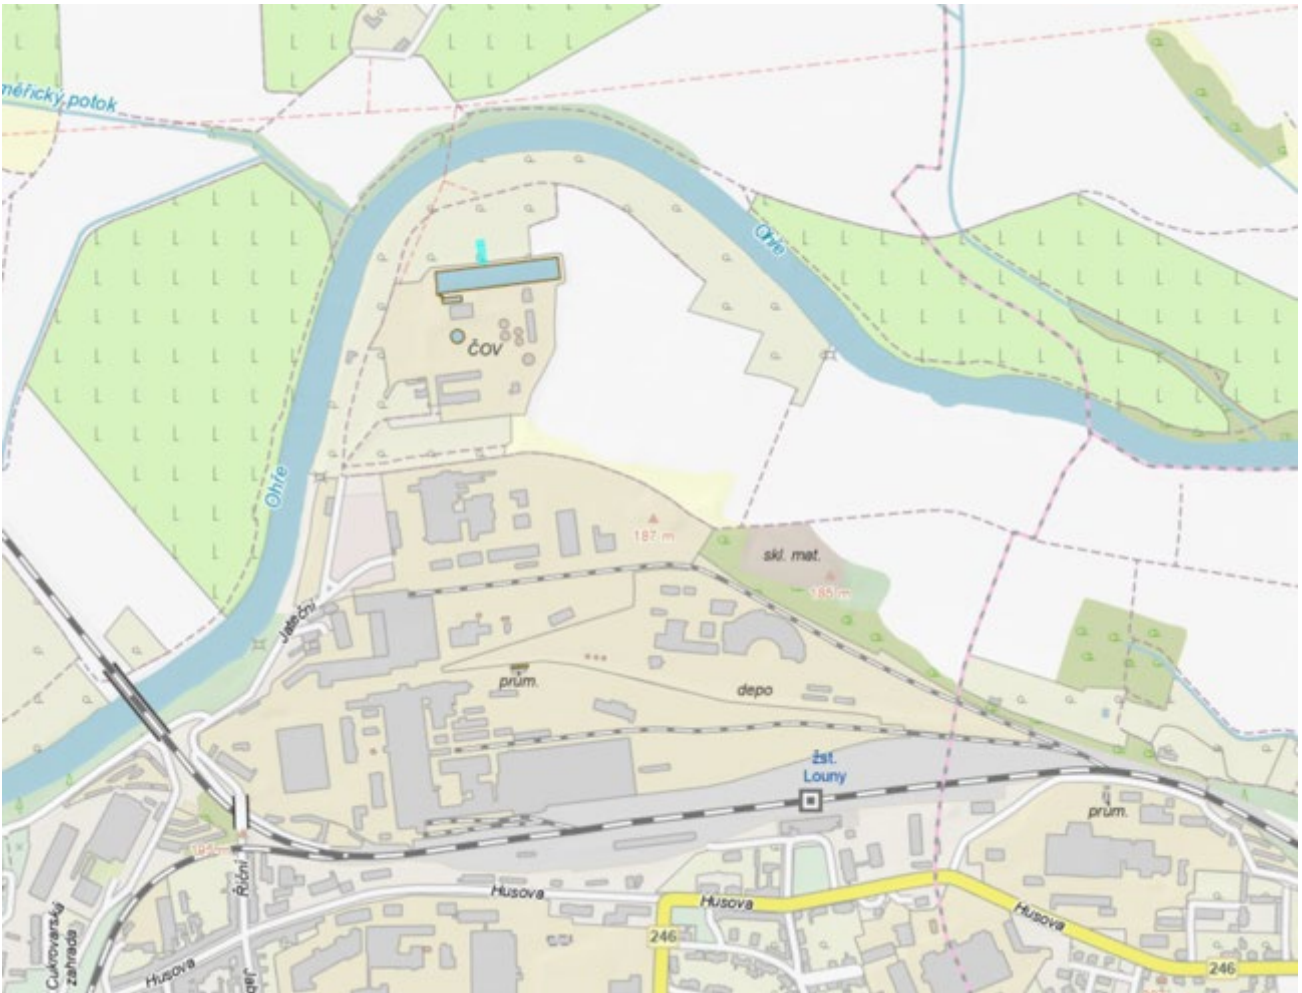 měřický potok
Ohře
ČOV
Ohře
187 m
skl. mat.
185 m
Jateční
prům.
depo
žst.
Louny
prům.
Říční
Husova
Husova
Husova
Cukrovarská
zahrada
Husova
246
246